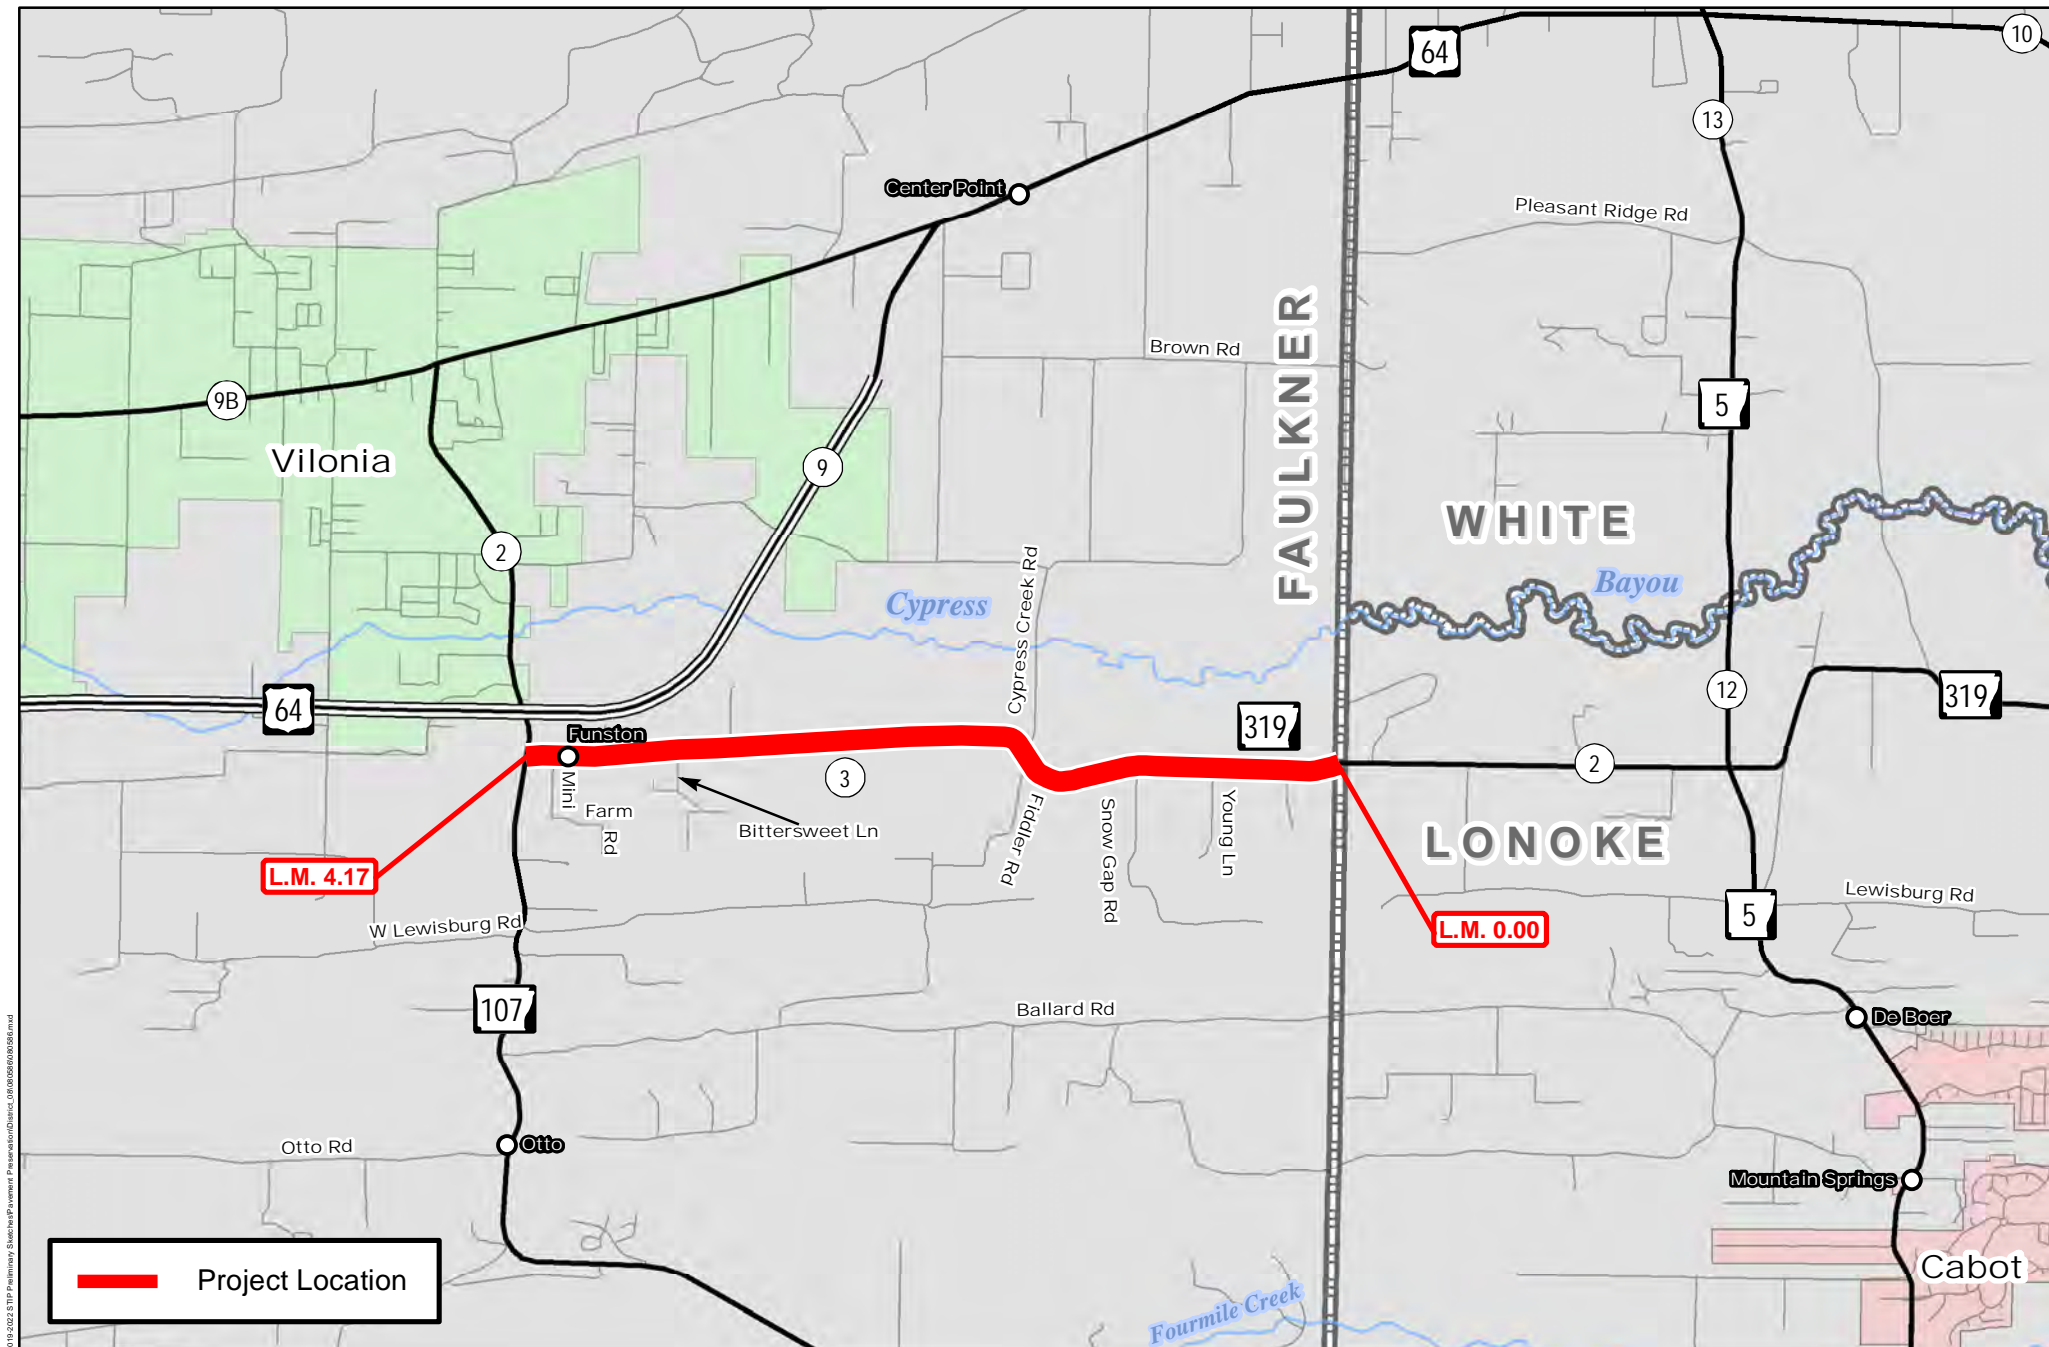 64
10
13
Center Point
Pleasant Ridge Rd
FAULKNER
Brown Rd
9B
5
Vilonia
9
WHITE
2
Cypress Creek Rd
Cypress
Bayou
64
12
319
319
Funston
3
2
Mini
Farm
Rd
Bittersweet Ln
Fiddler Rd
Snow Gap Rd
Young Ln
LONOKE
L.M. 4.17
L.M. 0.00
Lewisburg Rd
5
W Lewisburg Rd
107
Ballard Rd
De Boer
Otto Rd
Otto
Mountain Springs
Project Location
Cabot
Fourmile Creek